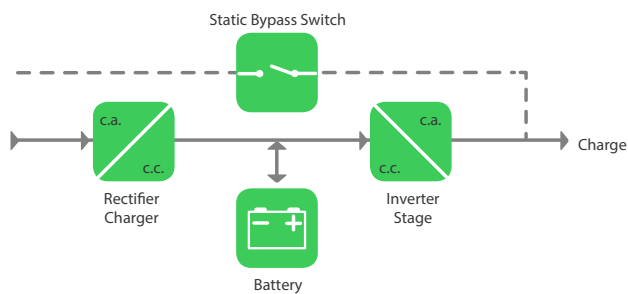 Static Bypass Switch
c.a.
c.c.
Rectifier
Charger
c.a.
c.c.
Inverter
Stage
Charge
Battery